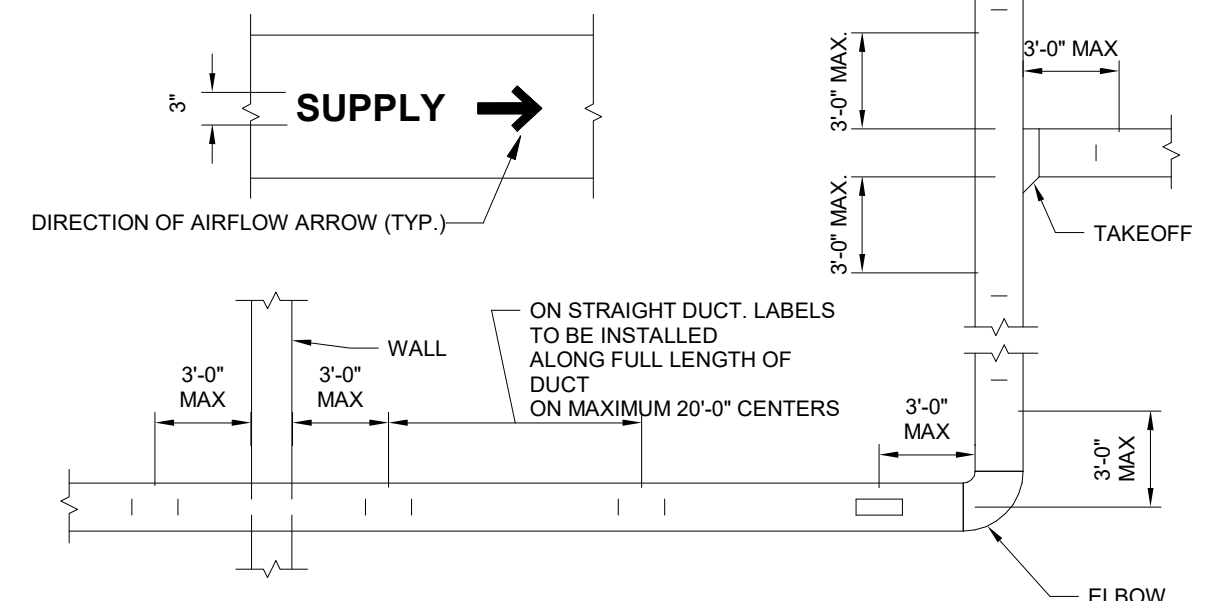 3'-0" MAX.
3'-0" MAX
3"
SUPPLY
3'-0" MAX.
DIRECTION OF AIRFLOW ARROW (TYP.)
TAKEOFF
ON STRAIGHT DUCT. LABELS
TO BE INSTALLED
ALONG FULL LENGTH OF
DUCT
ON MAXIMUM 20'-0" CENTERS
WALL
3'-0"
MAX
3'-0"
MAX
3'-0"
MAX
3'-0"
MAX
ELBOW